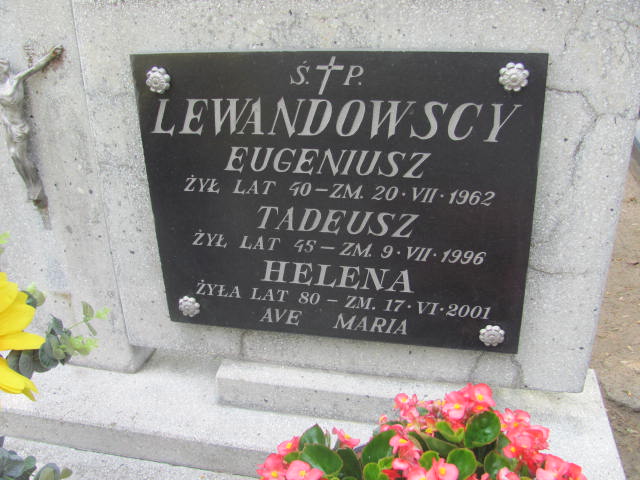 Ś. P.
LEWANDOWSCY
EUGENIUSZ
ŻYŁ LAT 40 - ZM. 20·VII·1962
TADEUSZ
ŻYŁ LAT 45 - ZM. 9·VII·1996
HELENA
ŻYŁA LAT 80 - ZM. 17·VI·2001
AVE MARIA